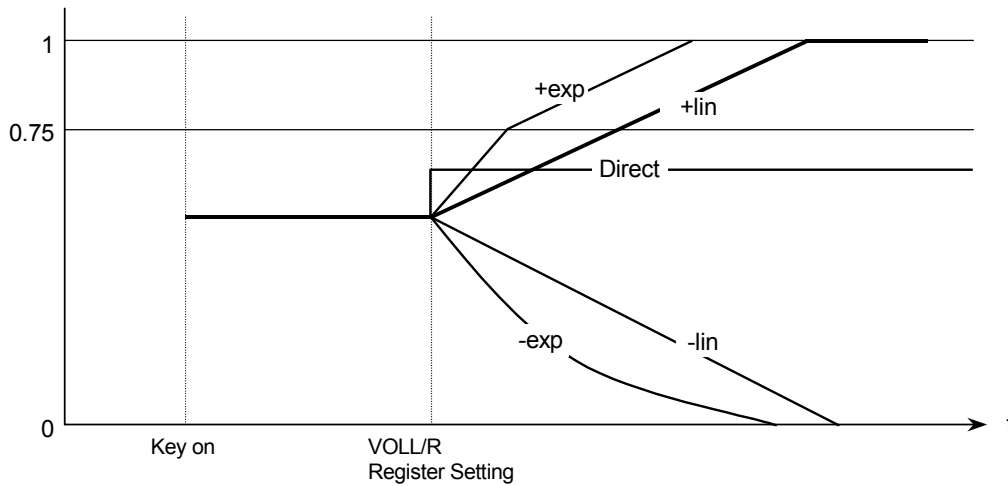 1
+exp
+lin
0.75
Direct
-exp
-lin
0
Key on
VOLL/R
Register Setting